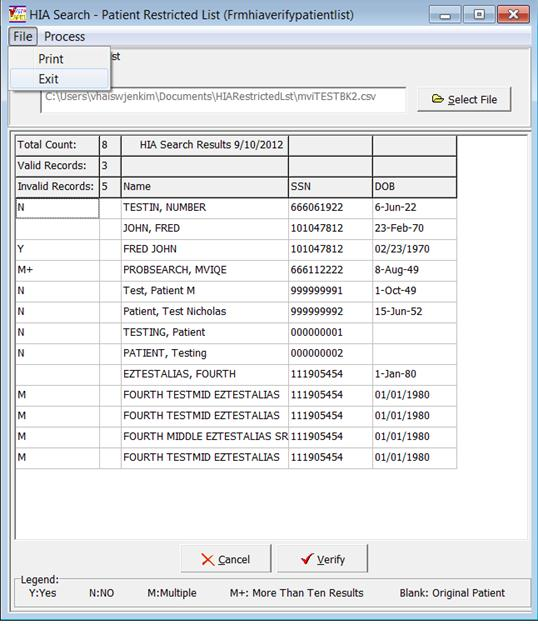 HIA Search - Patient Restricted List (Frmhiaverifypatientlist)
File Process
Print
Exit
st
C:\Users\vhaiswjenkim\Documents\HIARestrictedLst\mviTESTBK2.csv
Select File
Total Count: 8 HIA Search Results 9/10/2012
Valid Records: 3
Invalid Records: 5 Name SSN DOB
N TESTIN, NUMBER 666061922 6-Jun-22
JOHN, FRED 101047812 23-Feb-70
Y FRED JOHN 101047812 02/23/1970
M+ PROBSEARCH, MVIQE 666112222 8-Aug-49
N Test, Patient M 999999991 1-Oct-49
N Patient, Test Nicholas 999999992 15-Jun-52
N TESTING, Patient 000000001
N PATIENT, Testing 000000002
EZTESTALIAS, FOURTH 111905454 1-Jan-80
M FOURTH TESTMID EZTESTALIAS 111905454 01/01/1980
M FOURTH TESTMID EZTESTALIAS 111905454 01/01/1980
M FOURTH MIDDLE EZTESTALIAS SR 111905454 01/01/1980
M FOURTH TESTMID EZTESTALIAS 111905454 01/01/1980
Cancel Verify
Legend:
Y:Yes N:NO M:Multiple M+: More Than Ten Results Blank: Original Patient